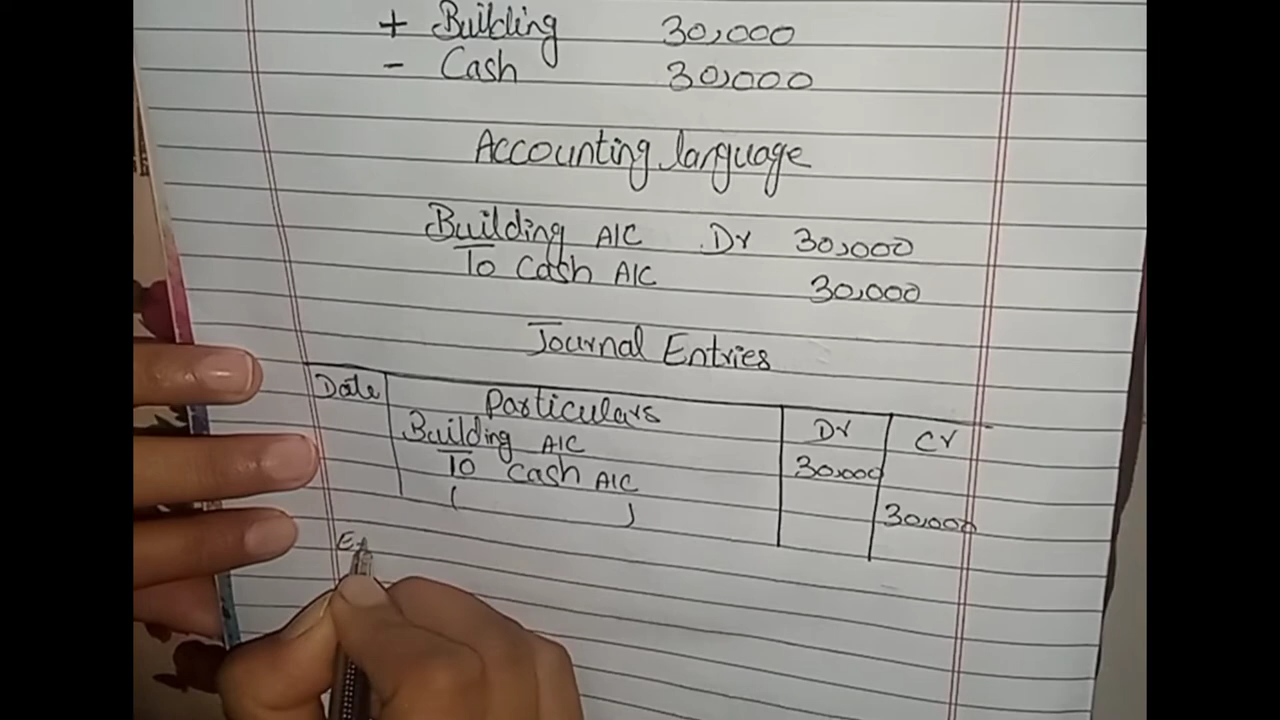 + Building 30,000
- Cash 30,000
Accounting language
Building A/C Dr 30,000
To Cash A/C 30,000
Journal Entries
Date Particulars Dr Cr
Building A/C 30,000
To Cash A/C 30,000
( )